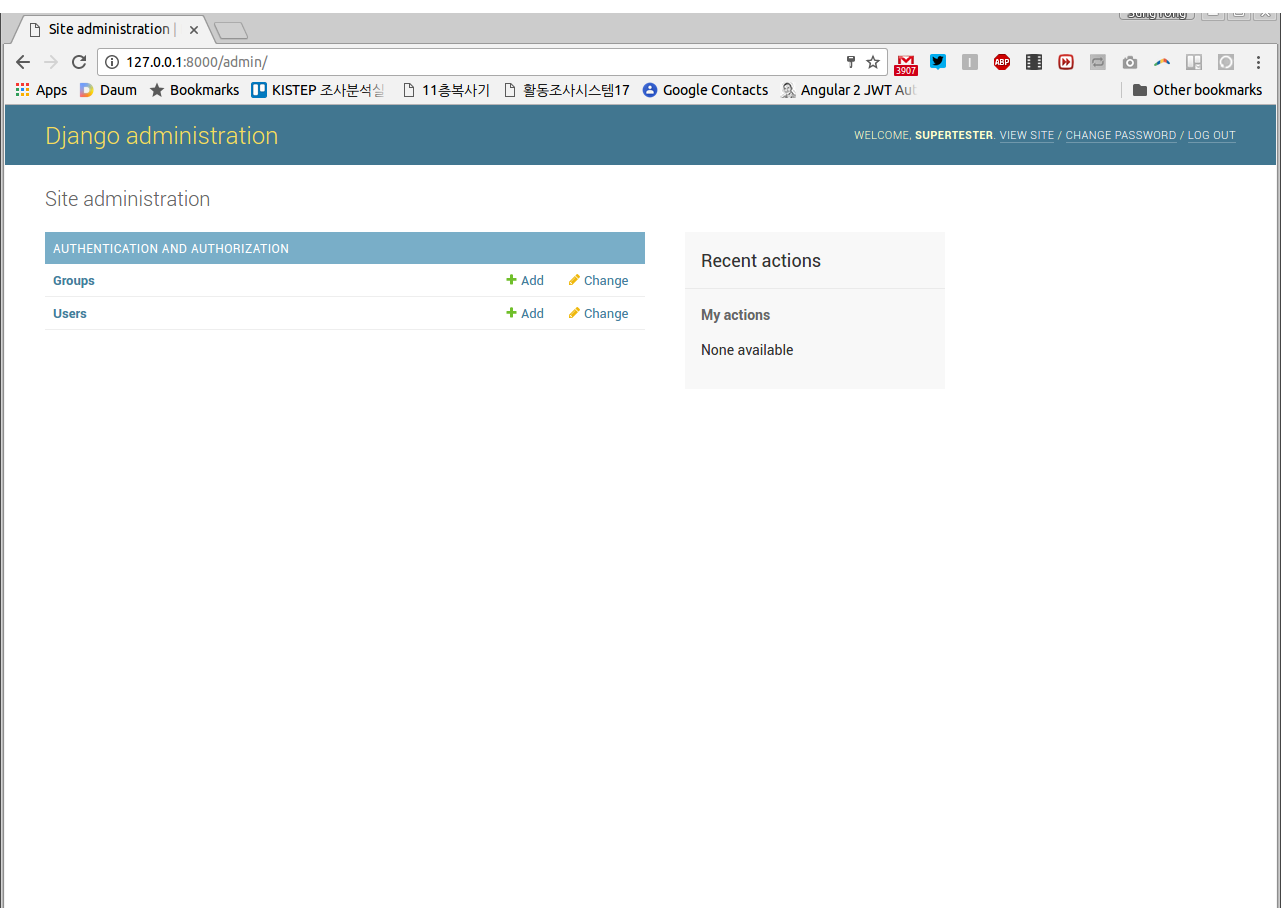 Site administration |
127.0.0.1:8000/admin/
3907
ABP
Apps Daum Bookmarks KISTEP 조사분석실 11층복사기 활동조사시스템17 Google Contacts Angular 2 JWT Aut Other bookmarks
Django administration
WELCOME, SUPERTESTER. VIEW SITE / CHANGE PASSWORD / LOG OUT
Site administration
AUTHENTICATION AND AUTHORIZATION
Groups Add Change
Users Add Change
Recent actions
My actions
None available